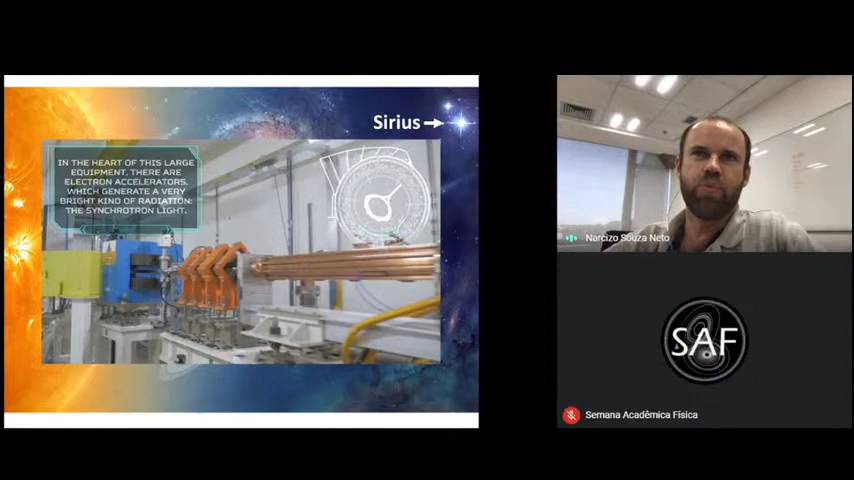 Sirius
IN THE HEART OF THIS LARGE
EQUIPMENT, THERE ARE
ELECTRON ACCELERATORS,
WHICH GENERATE A VERY
BRIGHT KIND OF RADIATION:
THE SYNCHROTRON LIGHT.
Narcizo Souza Neto
SAF
Semana Acadêmica Física